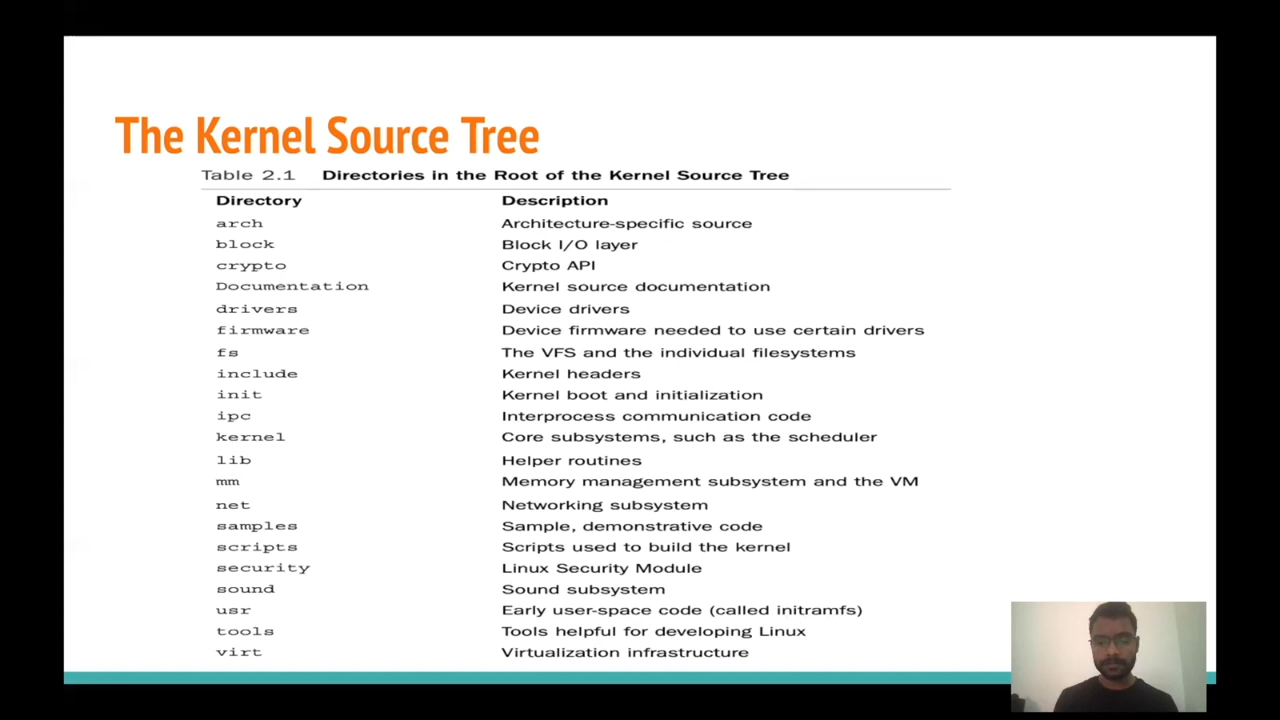 The Kernel Source Tree
Table 2.1 Directories in the Root of the Kernel Source Tree
Directory Description
arch Architecture-specific source
block Block I/O layer
crypto Crypto API
Documentation Kernel source documentation
drivers Device drivers
firmware Device firmware needed to use certain drivers
fs The VFS and the individual filesystems
include Kernel headers
init Kernel boot and initialization
ipc Interprocess communication code
kernel Core subsystems, such as the scheduler
lib Helper routines
mm Memory management subsystem and the VM
net Networking subsystem
samples Sample, demonstrative code
scripts Scripts used to build the kernel
security Linux Security Module
sound Sound subsystem
usr Early user-space code (called initramfs)
tools Tools helpful for developing Linux
virt Virtualization infrastructure